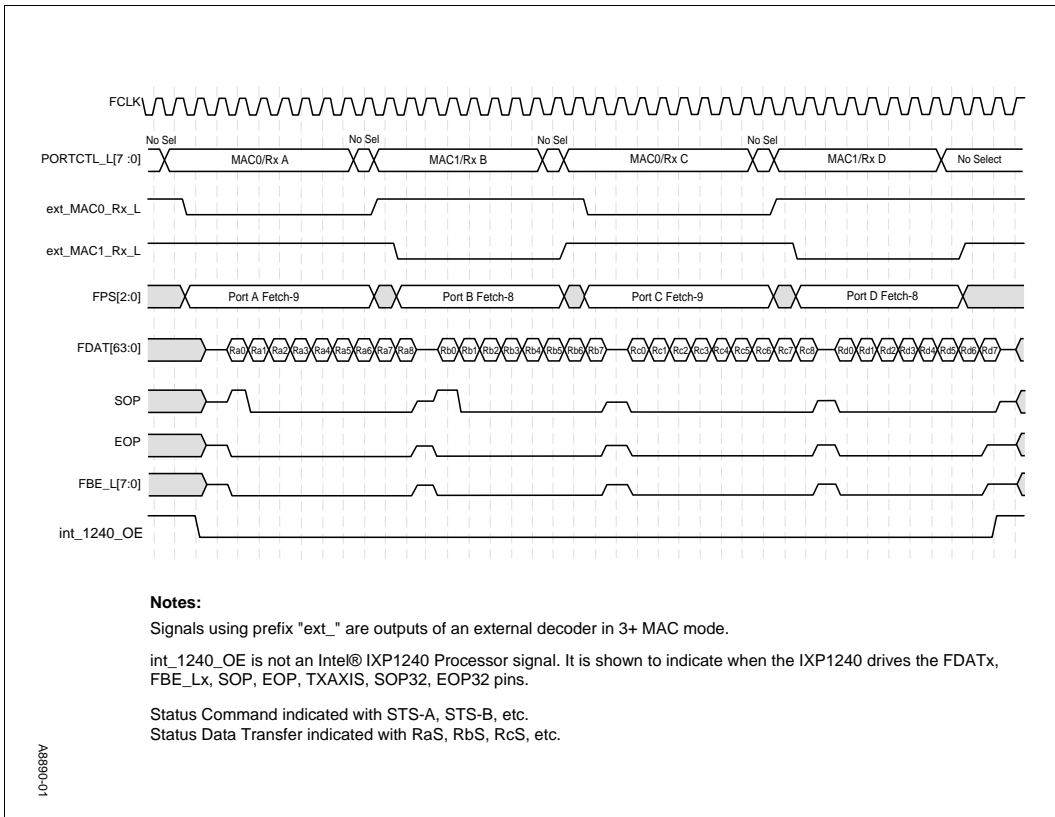 FCLK
No Sel No Sel No Sel No Sel
PORTCTL_L[7 :0] MAC0/Rx A MAC1/Rx B MAC0/Rx C MAC1/Rx D No Select
ext_MAC0_Rx_L
ext_MAC1_Rx_L
FPS[2:0] Port A Fetch-9 Port B Fetch-8 Port C Fetch-9 Port D Fetch-8
FDAT[63:0] Ra0 Ra1 Ra2 Ra3 Ra4 Ra5 Ra6 Ra7 Ra8 Rb0 Rb1 Rb2 Rb3 Rb4 Rb5 Rb6 Rb7 Rc0 Rc1 Rc2 Rc3 Rc4 Rc5 Rc6 Rc7 Rc8 Rd0 Rd1 Rd2 Rd3 Rd4 Rd5 Rd6 Rd7
SOP
EOP
FBE_L[7:0]
int_1240_OE
Notes:
Signals using prefix "ext_" are outputs of an external decoder in 3+ MAC mode.
int_1240_OE is not an Intel® IXP1240 Processor signal. It is shown to indicate when the IXP1240 drives the FDATx,
FBE_Lx, SOP, EOP, TXAXIS, SOP32, EOP32 pins.
Status Command indicated with STS-A, STS-B, etc.
Status Data Transfer indicated with RaS, RbS, RcS, etc.
A8890-01